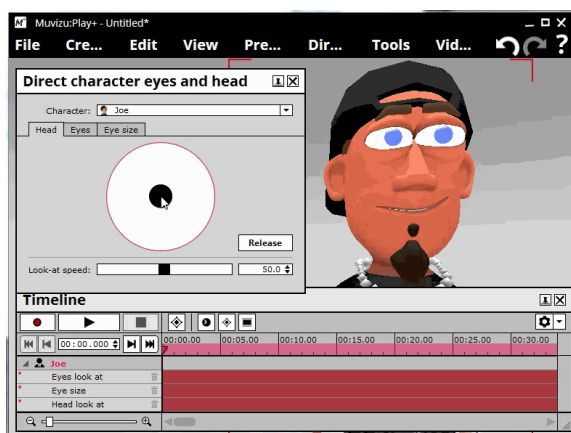 Muvizu:Play+ - Untitled*
File Cre... Edit View Pre... Dir... Tools Vid... ?
Direct character eyes and head
Character: Joe
Head Eyes Eye size
Release
Look-at speed: 50.0
Timeline
00:00.000 00:00.00 00:05.00 00:10.00 00:15.00 00:20.00 00:25.00 00:30.00
Joe
Eyes look at
Eye size
Head look at